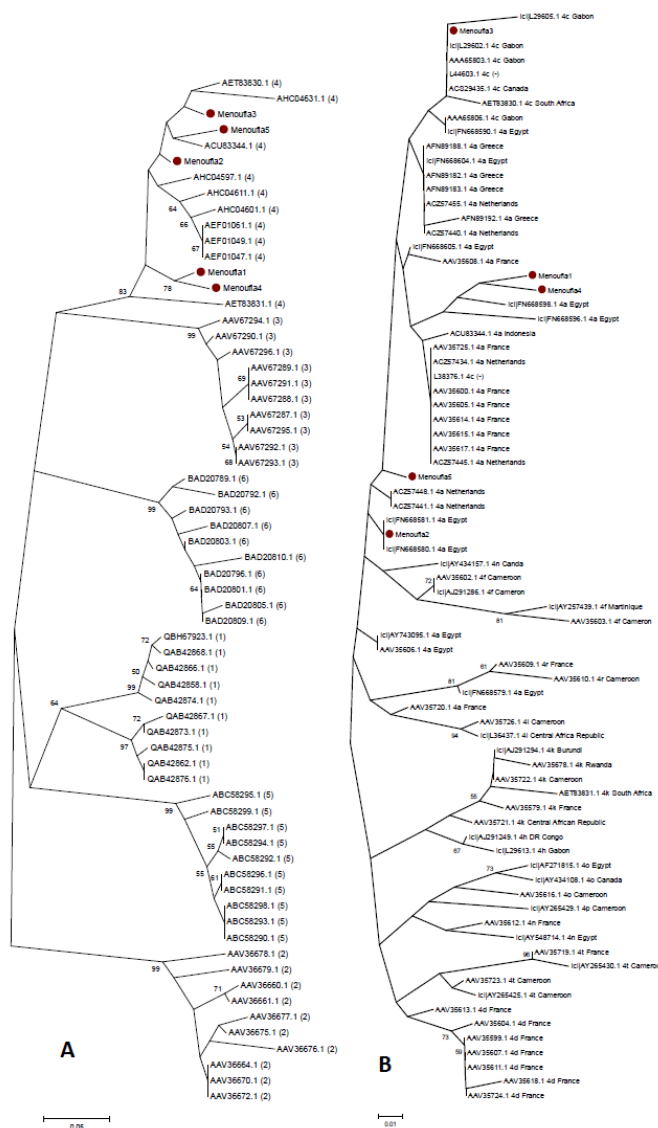 AET83830.1 (4)
AHC04631.1 (4)
Menoufia3
Menoufia5
ACU83344.1 (4)
Menoufia2
AHC04597.1 (4)
AHC04611.1 (4)
64
AHC04601.1 (4)
66
AEF01061.1 (4)
AEF01049.1 (4)
67
AEF01047.1 (4)
Menoufia1
78
Menoufia4
83
AET83831.1 (4)
AAV67294.1 (3)
99
AAV67290.1 (3)
AAV67296.1 (3)
AAV67289.1 (3)
69
AAV67291.1 (3)
AAV67288.1 (3)
AAV67287.1 (3)
53
AAV67295.1 (3)
54
AAV67292.1 (3)
68
AAV67293.1 (3)
BAD20789.1 (6)
BAD20792.1 (6)
99
BAD20793.1 (6)
BAD20807.1 (6)
BAD20803.1 (6)
BAD20810.1 (6)
BAD20796.1 (6)
64
BAD20801.1 (6)
BAD20805.1 (6)
BAD20809.1 (6)
QBH67923.1 (1)
72
QAB42868.1 (1)
QAB42866.1 (1)
50
QAB42858.1 (1)
99
QAB42874.1 (1)
64
QAB42867.1 (1)
72
QAB42873.1 (1)
QAB42875.1 (1)
97
QAB42862.1 (1)
QAB42876.1 (1)
ABC58295.1 (5)
99
ABC58299.1 (5)
ABC58297.1 (5)
51
ABC58294.1 (5)
55
ABC58292.1 (5)
ABC58296.1 (5)
55
61
ABC58291.1 (5)
ABC58298.1 (5)
ABC58293.1 (5)
ABC58290.1 (5)
AAV36678.1 (2)
99
AAV36679.1 (2)
AAV36660.1 (2)
71
AAV36661.1 (2)
AAV36677.1 (2)
AAV36675.1 (2)
AAV36676.1 (2)
AAV36664.1 (2)
AAV36670.1 (2)
AAV36672.1 (2)
A
0.05
lcl|L29605.1 4c Gabon
Menoufia3
lcl|L29602.1 4c Gabon
AAA65803.1 4c Gabon
L44603.1 4c (-)
ACS29435.1 4c Canada
AET83830.1 4c South Africa
AAA65806.1 4c Gabon
lcl|FN668590.1 4a Egypt
AFN89188.1 4a Greece
lcl|FN668604.1 4a Egypt
AFN89182.1 4a Greece
AFN89183.1 4a Greece
ACZ57455.1 4a Netherlands
AFN89192.1 4a Greece
ACZ57440.1 4a Netherlands
lcl|FN668605.1 4a Egypt
AAV35608.1 4a France
Menoufia1
Menoufia4
lcl|FN668598.1 4a Egypt
lcl|FN668596.1 4a Egypt
ACU83344.1 4a Indonesia
AAV35725.1 4a France
ACZ57434.1 4a Netherlands
L38376.1 4c (-)
AAV35600.1 4a France
AAV35605.1 4a France
AAV35614.1 4a France
AAV35615.1 4a France
AAV35617.1 4a France
ACZ57445.1 4a Netherlands
Menoufia5
ACZ57448.1 4a Netherlands
ACZ57441.1 4a Netherlands
lcl|FN668581.1 4a Egypt
Menoufia2
lcl|FN668580.1 4a Egypt
lcl|AY434157.1 4n Canda
72
AAV35602.1 4f Cameroon
lcl|AJ291286.1 4f Cameroon
lcl|AY257439.1 4f Martinique
81
AAV35603.1 4f Cameroon
lcl|AY743095.1 4a Egypt
AAV35606.1 4a Egypt
AAV35609.1 4r France
61
AAV35610.1 4r Cameroon
81
lcl|FN668579.1 4a Egypt
AAV35720.1 4a France
AAV35726.1 4l Cameroon
94
lcl|L36437.1 4l Central Africa Republic
lcl|AJ291294.1 4k Burundi
AAV35678.1 4k Rwanda
AAV35722.1 4k Cameroon
AET83831.1 4k South Africa
55
AAV35579.1 4k France
AAV35721.1 4k Central African Republic
lcl|AJ291249.1 4h DR Congo
67
lcl|L29613.1 4h Gabon
lcl|AF271815.1 4o Egypt
73
lcl|AY434108.1 4o Canada
AAV35616.1 4o Cameroon
lcl|AY265429.1 4p Cameroon
AAV35612.1 4n France
lcl|AY548714.1 4n Egypt
AAV35719.1 4t France
96
lcl|AY265430.1 4t Cameroon
AAV35723.1 4t Cameroon
lcl|AY265425.1 4t Cameroon
AAV35613.1 4d France
AAV35604.1 4d France
73
AAV35599.1 4d France
59
AAV35607.1 4d France
AAV35611.1 4d France
AAV35618.1 4d France
AAV35724.1 4d France
B
0.01